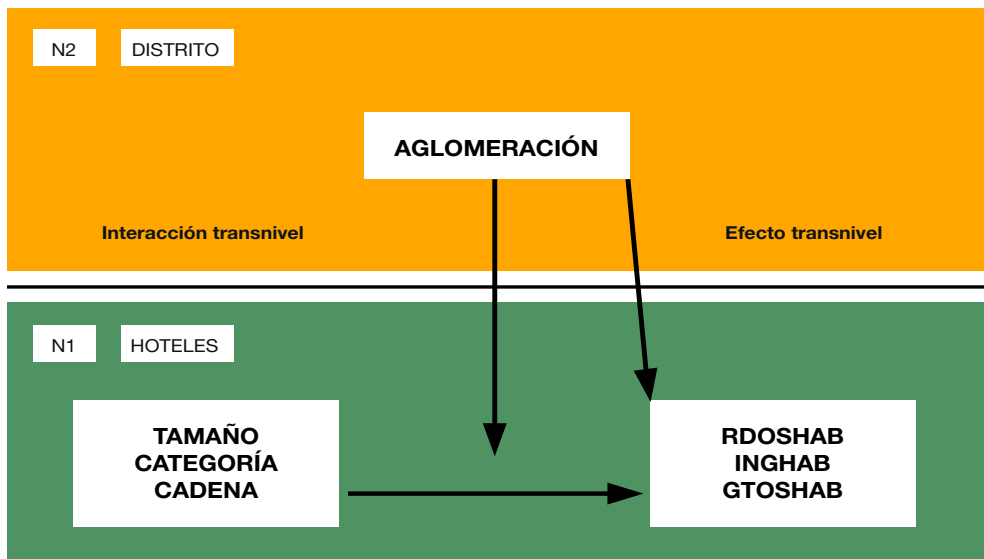 N2 DISTRITO
AGLOMERACIÓN
Interacción transnivel
Efecto transnivel
N1 HOTELES
TAMAÑO
CATEGORÍA
CADENA
RDOSHAB
INGHAB
GTOSHAB